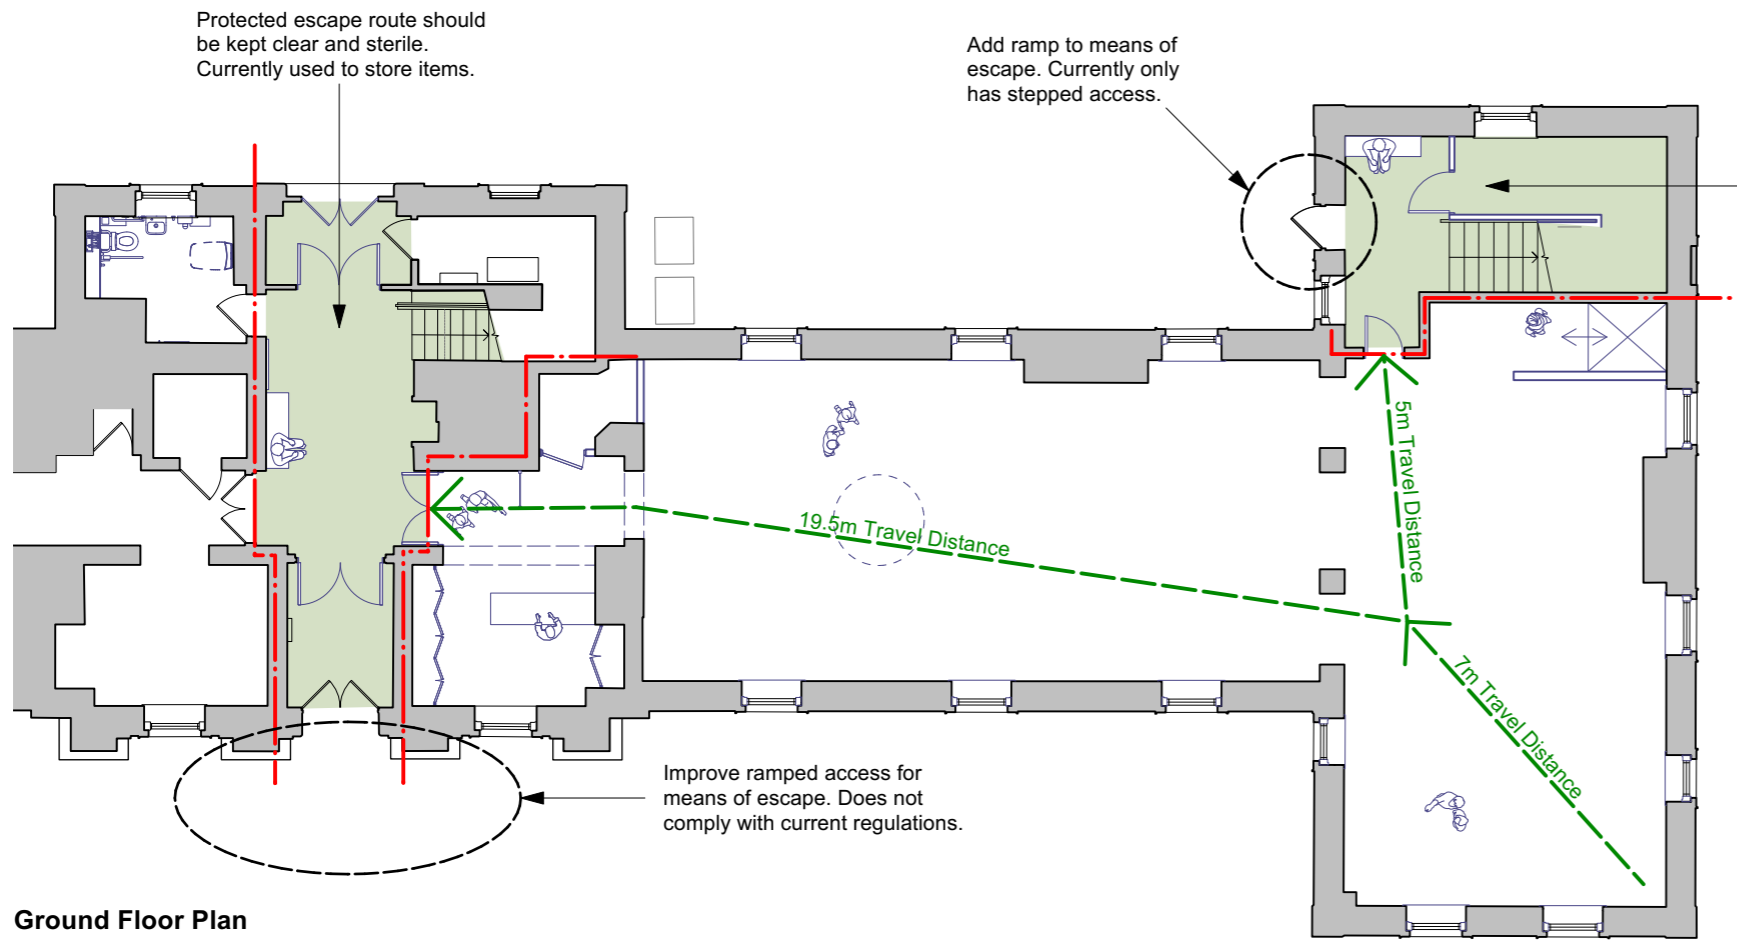 Protected escape route should
be kept clear and sterile.
Currently used to store items.
Add ramp to means of
escape. Currently only
has stepped access.
5m Travel Distance
19.5m Travel Distance
7m Travel Distance
Improve ramped access for
means of escape. Does not
comply with current regulations.
Ground Floor Plan